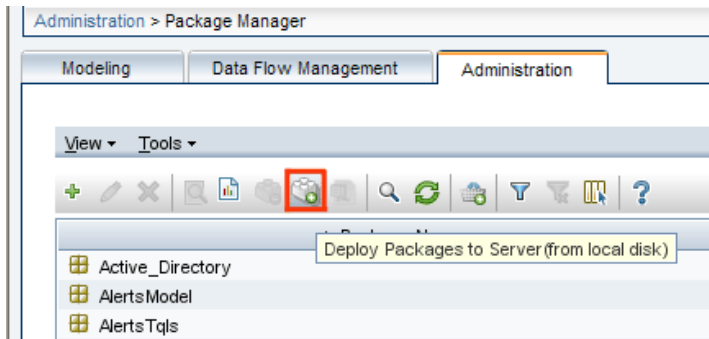 Administration > Package Manager
Modeling Data Flow Management Administration
View Tools
?
Deploy Packages to Server(from local disk)
Active_Directory
AlertsModel
AlertsTqls